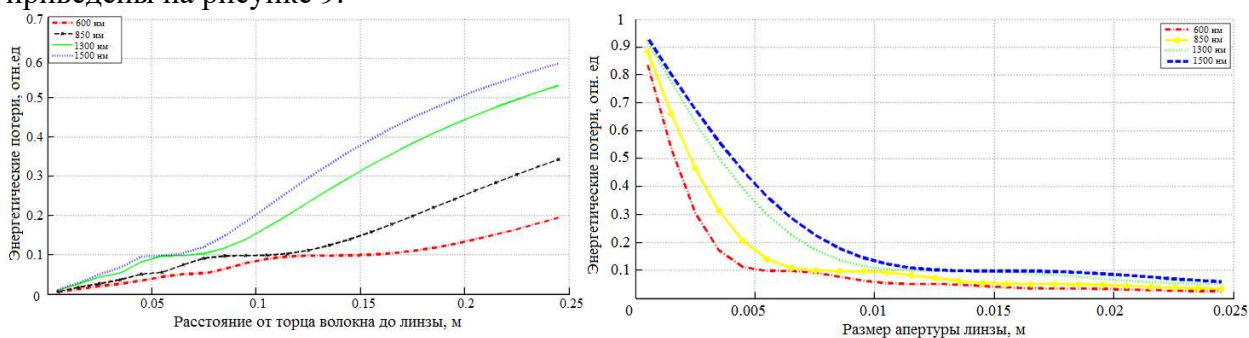 приведены на рисунке 9.
0.7
0.6
0.5
0.4
0.3
0.2
0.1
0
0.05
0.1
0.15
0.2
0.25
600 нм
850 нм
1300 нм
1500 нм
Энергетические потери, отн.ед
Расстояние от торца волокна до линзы, м
1
0.9
0.8
0.7
0.6
0.5
0.4
0.3
0.2
0.1
0
0.005
0.01
0.015
0.02
0.025
600 нм
850 нм
1300 нм
1500 нм
Энергетические потери, отн. ед
Размер апертуры линзы, м